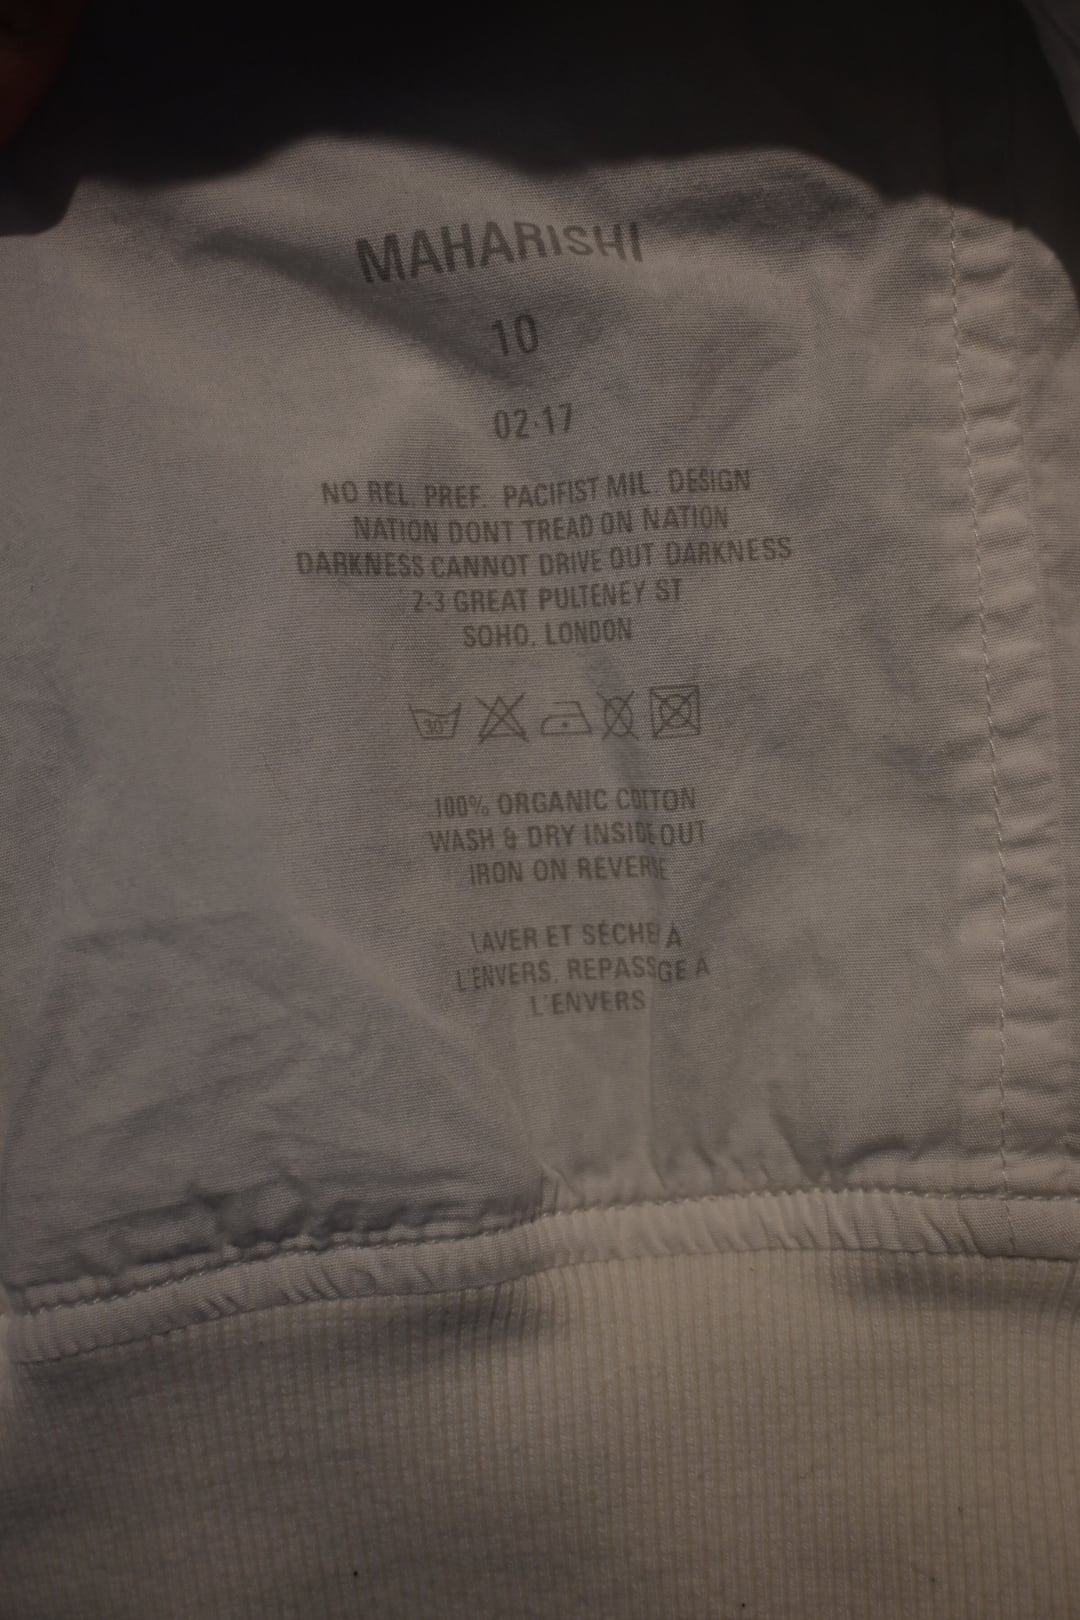 MAHARISHI
10
02·17
NO REL. PREF. PACIFIST MIL. DESIGN
NATION DONT TREAD ON NATION
DARKNESS CANNOT DRIVE OUT DARKNESS
2-3 GREAT PULTENEY ST
SOHO, LONDON
30°
100% ORGANIC COTTON
WASH & DRY INSIDE OUT
IRON ON REVERSE
LAVER ET SÉCHER À
L'ENVERS, REPASSGE À
L'ENVERS